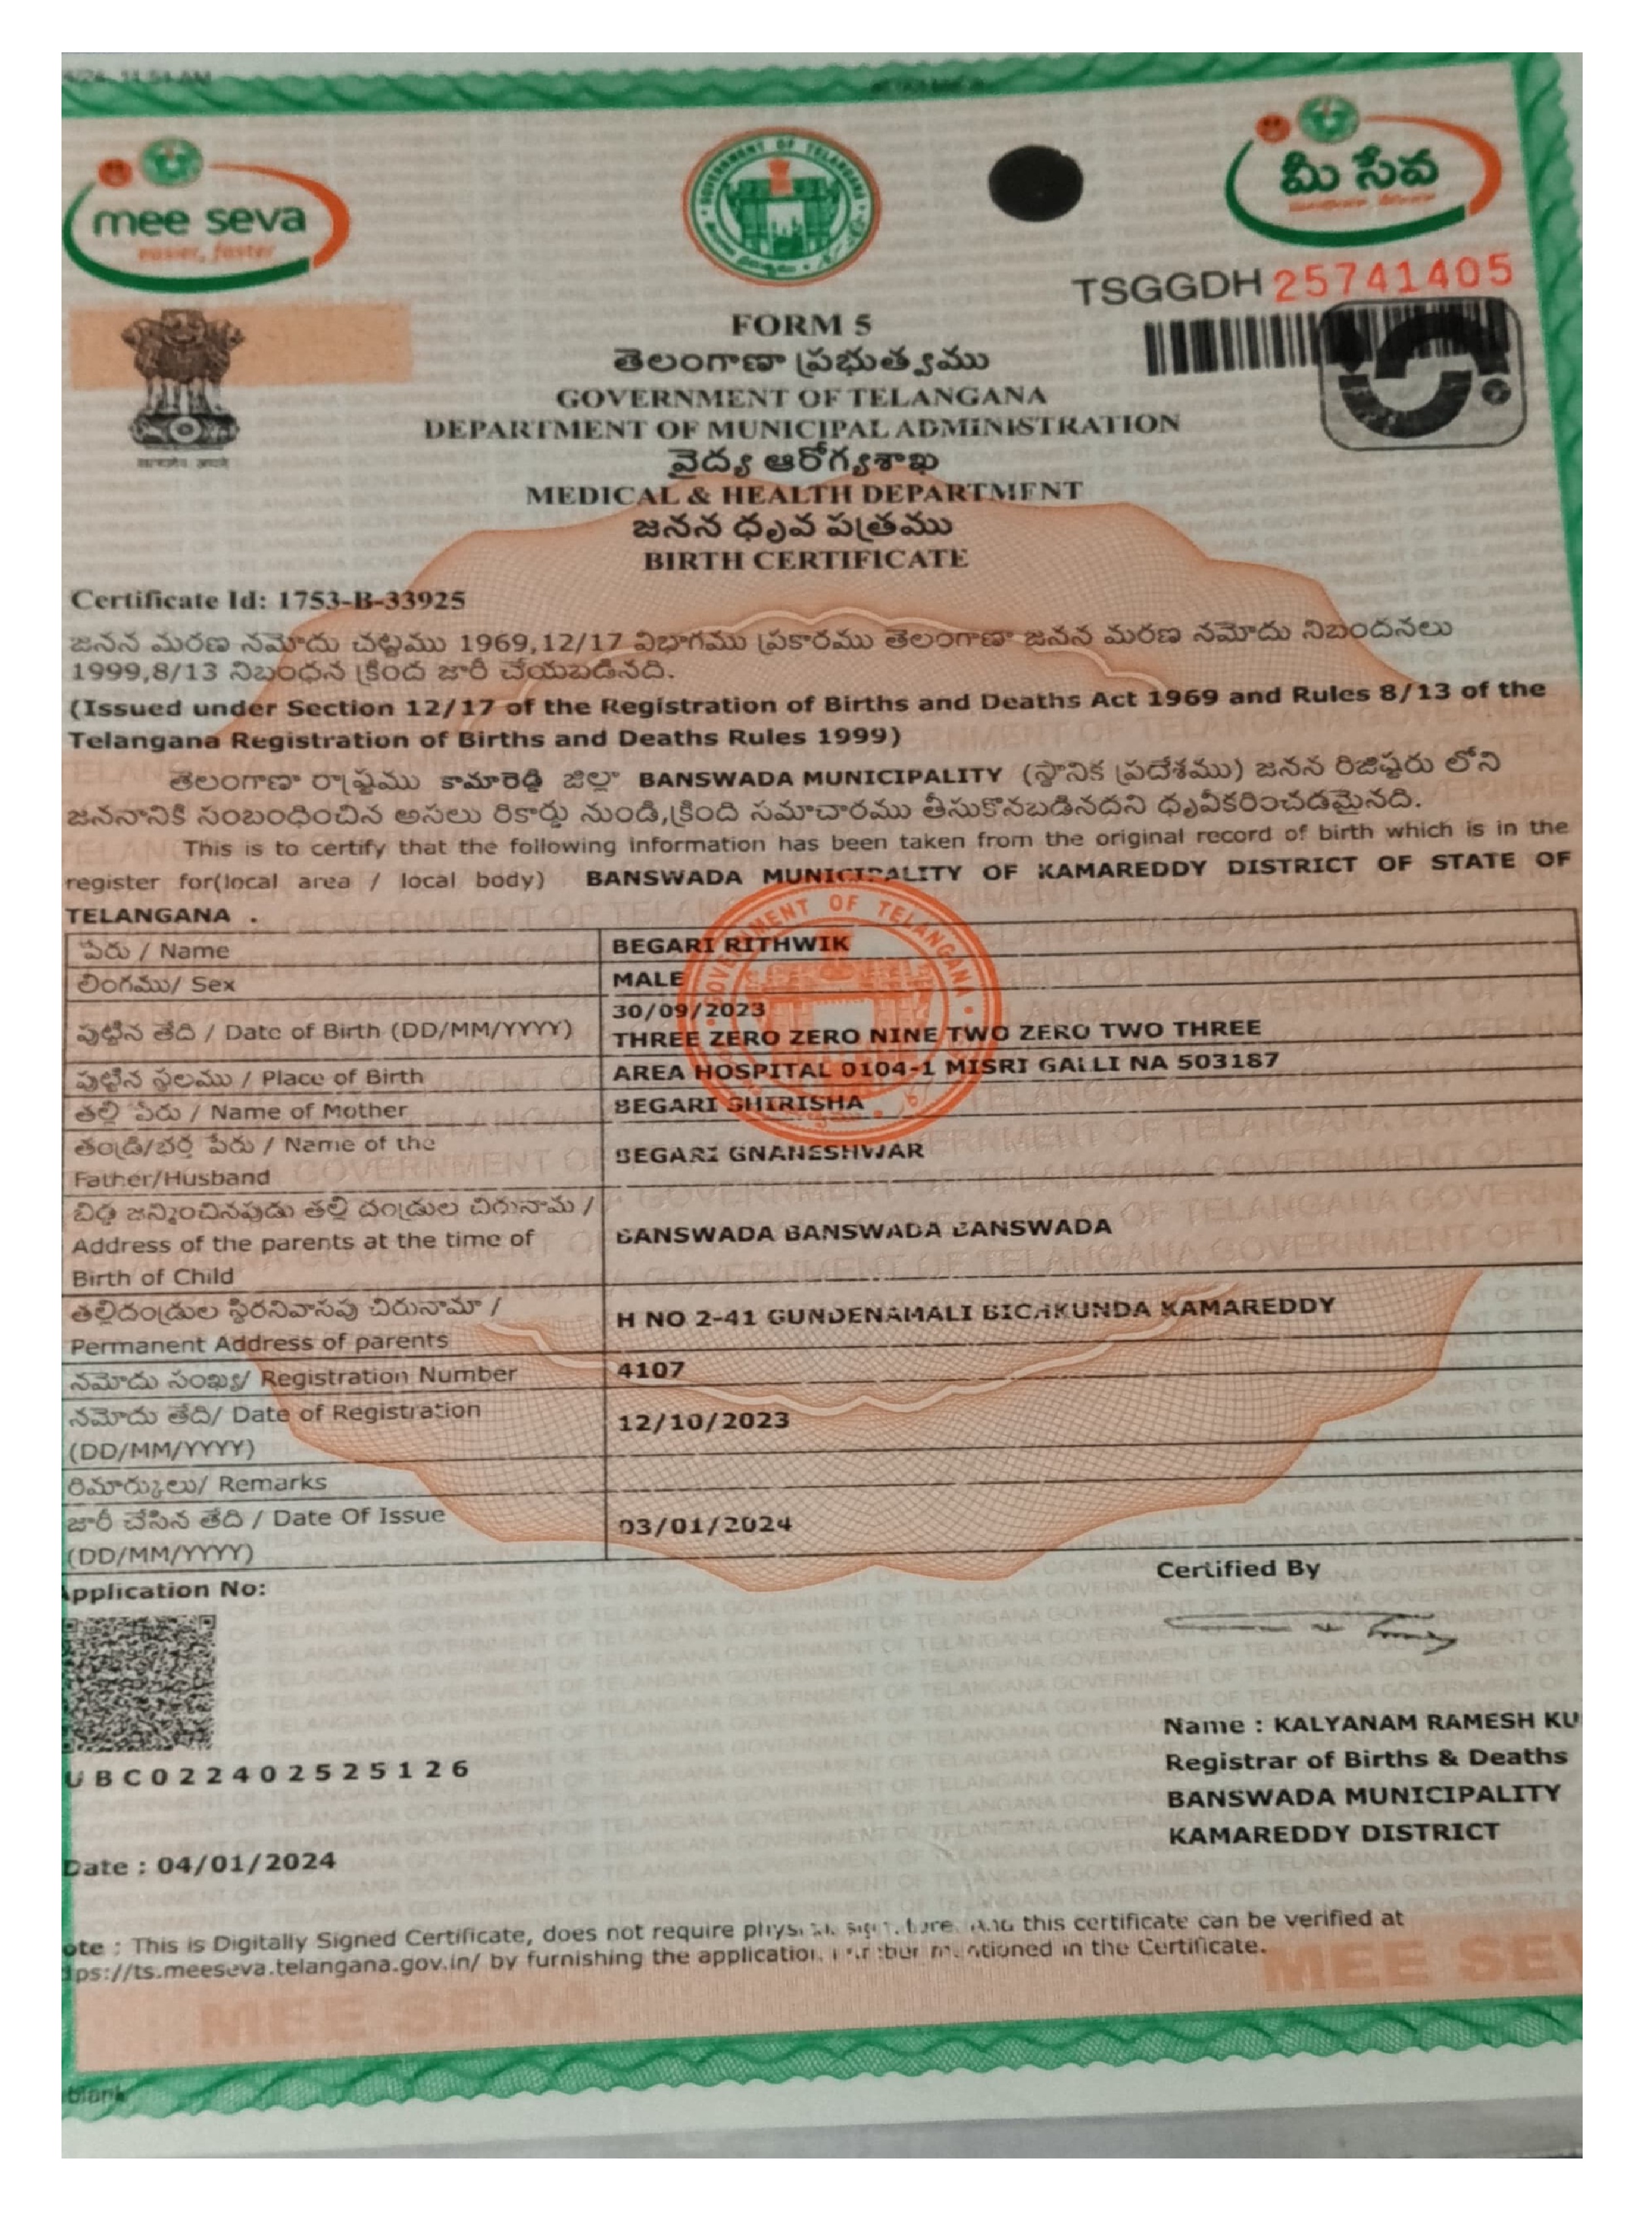 11:51 AM
mee seva
easier, faster
GOVERNMENT OF TELANGANA
మీ సేవ
TSGGDH 25741405
FORM 5
తెలంగాణా ప్రభుత్వము
GOVERNMENT OF TELANGANA
DEPARTMENT OF MUNICIPAL ADMINISTRATION
వైద్య ఆరోగ్యశాఖ
MEDICAL & HEALTH DEPARTMENT
జనన ధృవ పత్రము
BIRTH CERTIFICATE
Certificate Id: 1753-B-33925
జనన మరణ నమోదు చట్టము 1969,12/17 విభాగము ప్రకారము తెలంగాణా జనన మరణ నమోదు నిబందనలు
1999,8/13 నిబంధన క్రింద జారీ చేయబడినది.
(Issued under Section 12/17 of the Registration of Births and Deaths Act 1969 and Rules 8/13 of the
Telangana Registration of Births and Deaths Rules 1999)
తెలంగాణా రాష్ట్రము కామారెడ్డి జిల్లా BANSWADA MUNICIPALITY (స్థానిక ప్రదేశము) జనన రిజిష్టరు లోని
జననానికి సంబంధించిన అసలు రికార్డు నుండి,క్రింది సమాచారము తీసుకొనబడినదని ధృవీకరించడమైనది.
This is to certify that the following information has been taken from the original record of birth which is in the
register for(local area / local body) BANSWADA MUNICIPALITY OF KAMAREDDY DISTRICT OF STATE OF
TELANGANA .
పేరు / Name BEGARI RITHWIK
లింగము/ Sex MALE
పుట్టిన తేది / Date of Birth (DD/MM/YYYY) 30/09/2023
THREE ZERO ZERO NINE TWO ZERO TWO THREE
పుట్టిన స్థలము / Place of Birth AREA HOSPITAL 0104-1 MISRI GALLI NA 503187
తల్లి పేరు / Name of Mother BEGARI SHIRISHA
తండ్రి/భర్త పేరు / Name of the
Father/Husband BEGARI GNANESHWAR
బిడ్డ జన్మించినపుడు తల్లి దండ్రుల చిరునామ /
Address of the parents at the time of
Birth of Child BANSWADA BANSWADA BANSWADA
తల్లిదండ్రుల స్థిరనివాసపు చిరునామా /
Permanent Address of parents H NO 2-41 GUNDENAMALI BICHKUNDA KAMAREDDY
నమోదు సంఖ్య/ Registration Number 4107
నమోదు తేది/ Date of Registration
(DD/MM/YYYY) 12/10/2023
రిమార్కులు/ Remarks
జారీ చేసిన తేది / Date Of Issue
(DD/MM/YYYY) 03/01/2024
Certified By
pplication No:
UBC022402525126
Name : KALYANAM RAMESH KU
Registrar of Births & Deaths
BANSWADA MUNICIPALITY
KAMAREDDY DISTRICT
Date : 04/01/2024
ote : This is Digitally Signed Certificate, does not require physical signature. And this certificate can be verified at
ps://ts.meeseva.telangana.gov.in/ by furnishing the application number mentioned in the Certificate.
MEE SEVA MEE SEV
blank